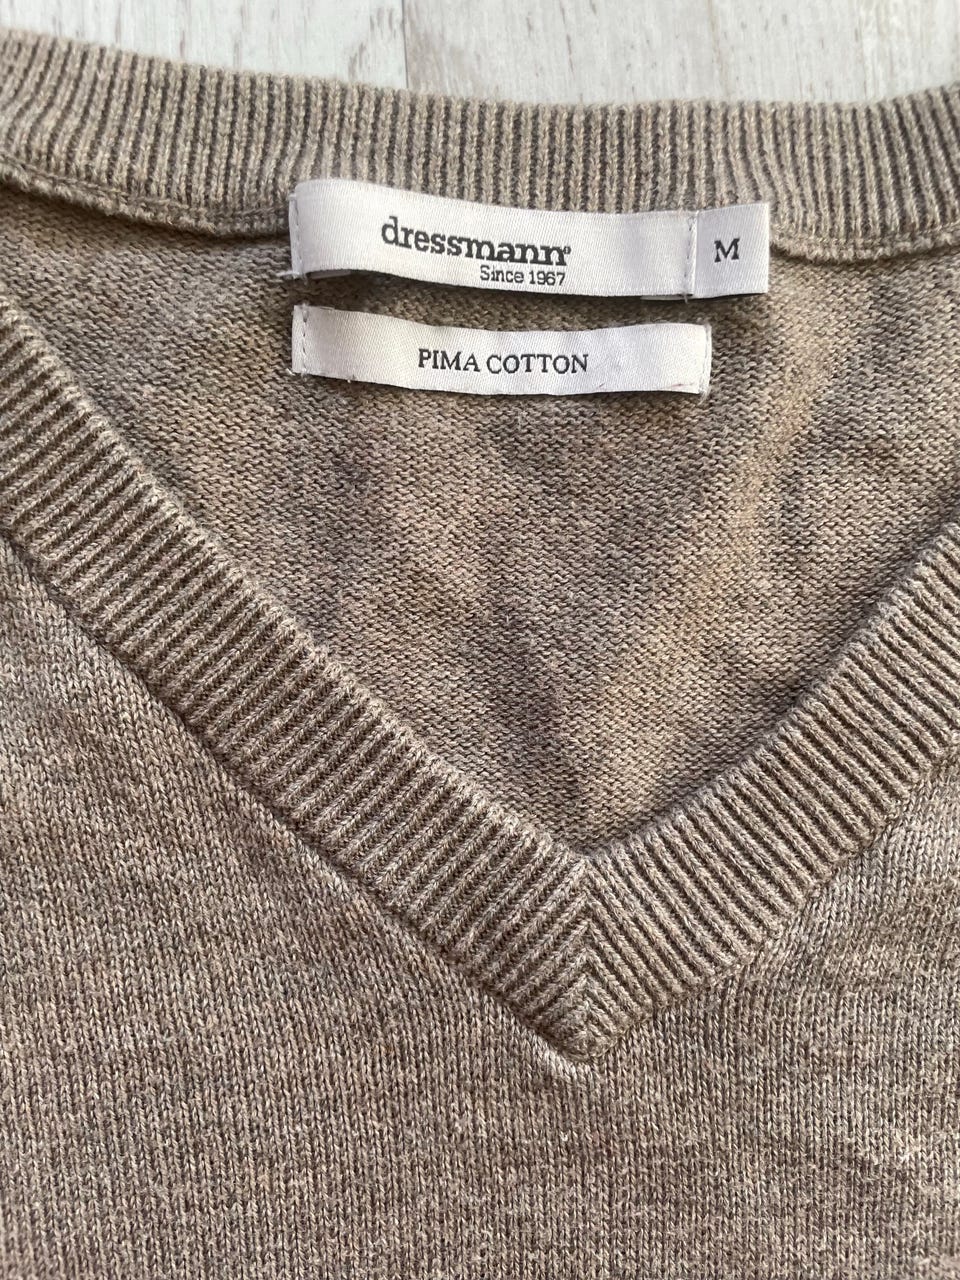 dressmann®
Since 1967
M
PIMA COTTON